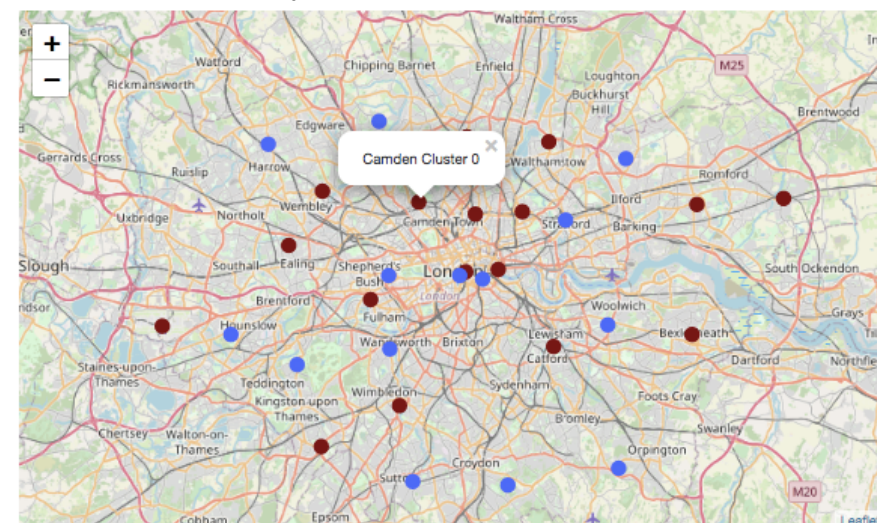 Waltham Cross
+
−
Watford
Chipping Barnet
Enfield
M25
Loughton
Rickmansworth
Buckhurst
Hill
Brentwood
Edgware
Camden Cluster 0
×
Gerrards Cross
Harrow
Walthamstow
Ruislip
Romford
Wembley
Ilford
Uxbridge
Northolt
Camden Town
Stratford
Barking
Slough
Southall
Ealing
Shepherd's
Bush
London
South Ockendon
London
Brentford
Woolwich
Fulham
Grays
Hounslow
Wandsworth
Brixton
Lewisham
Bexleyheath
Catford
Dartford
Staines-upon-
Thames
Teddington
Sydenham
Kingston upon
Thames
Wimbledon
Foots Cray
Bromley
Swanley
Chertsey
Walton-on-
Thames
Orpington
Croydon
Sutton
M20
Cobham
Epsom